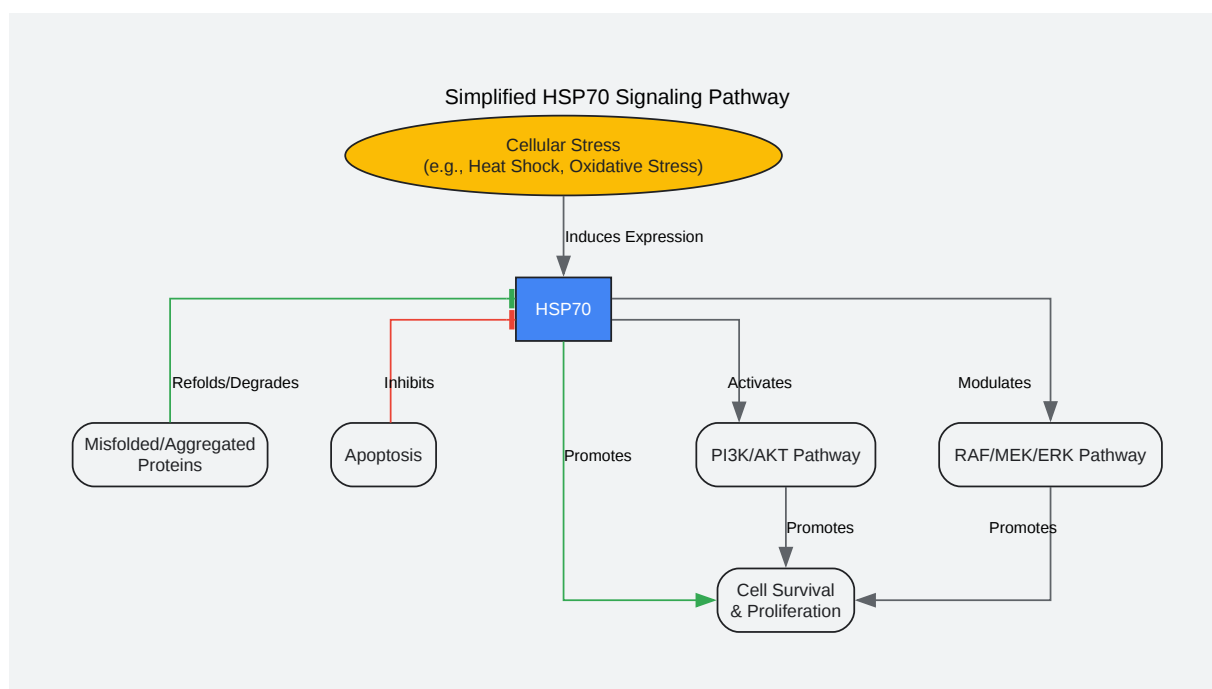 Simplified HSP70 Signaling Pathway
Cellular Stress
(e.g., Heat Shock, Oxidative Stress)
Induces Expression
HSP70
Refolds/Degrades
Inhibits
Activates
Modulates
Misfolded/Aggregated
Proteins
Apoptosis
Promotes
PI3K/AKT Pathway
RAF/MEK/ERK Pathway
Promotes
Promotes
Cell Survival
& Proliferation